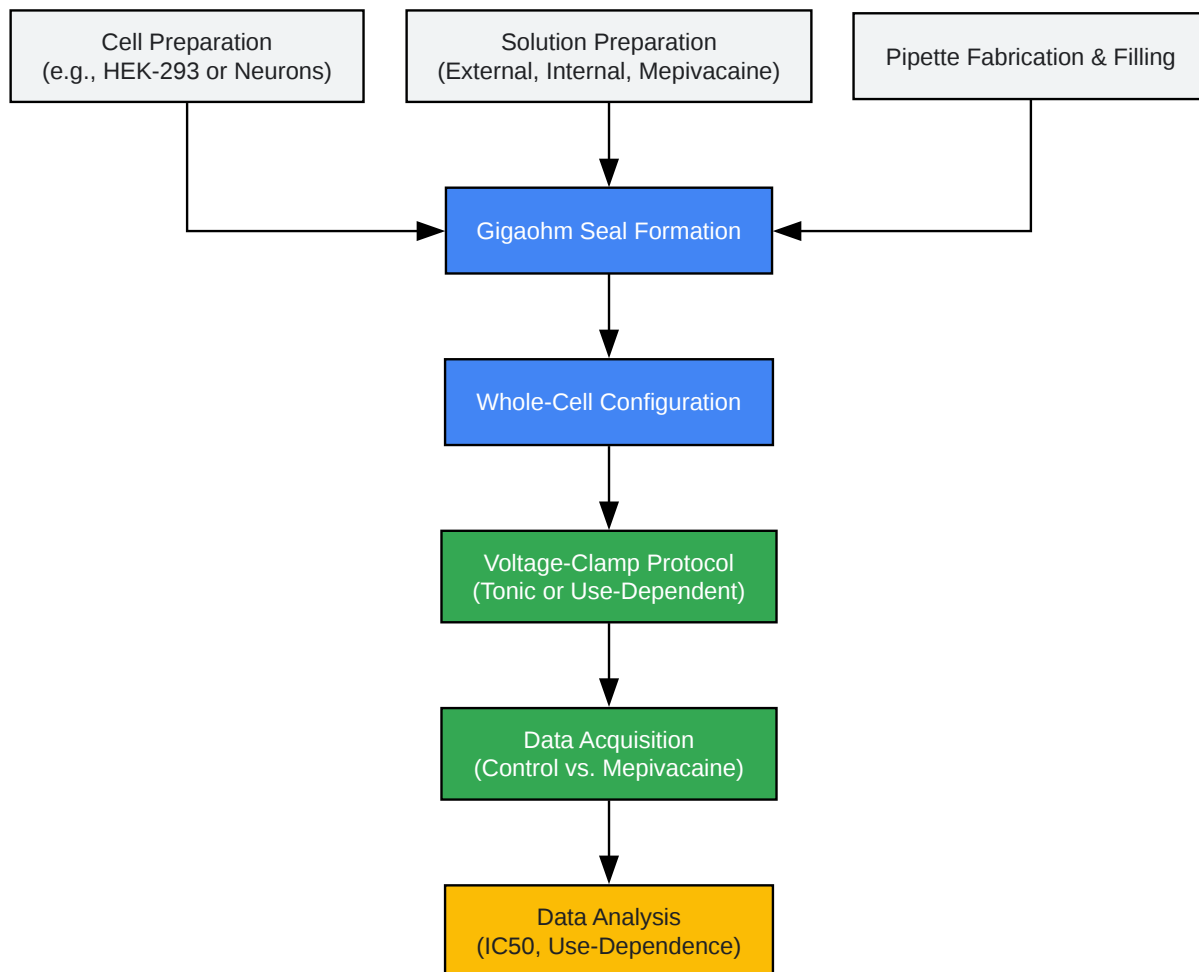 Cell Preparation
(e.g., HEK-293 or Neurons)
Solution Preparation
(External, Internal, Mepivacaine)
Pipette Fabrication & Filling
Gigaohm Seal Formation
Whole-Cell Configuration
Voltage-Clamp Protocol
(Tonic or Use-Dependent)
Data Acquisition
(Control vs. Mepivacaine)
Data Analysis
(IC50, Use-Dependence)